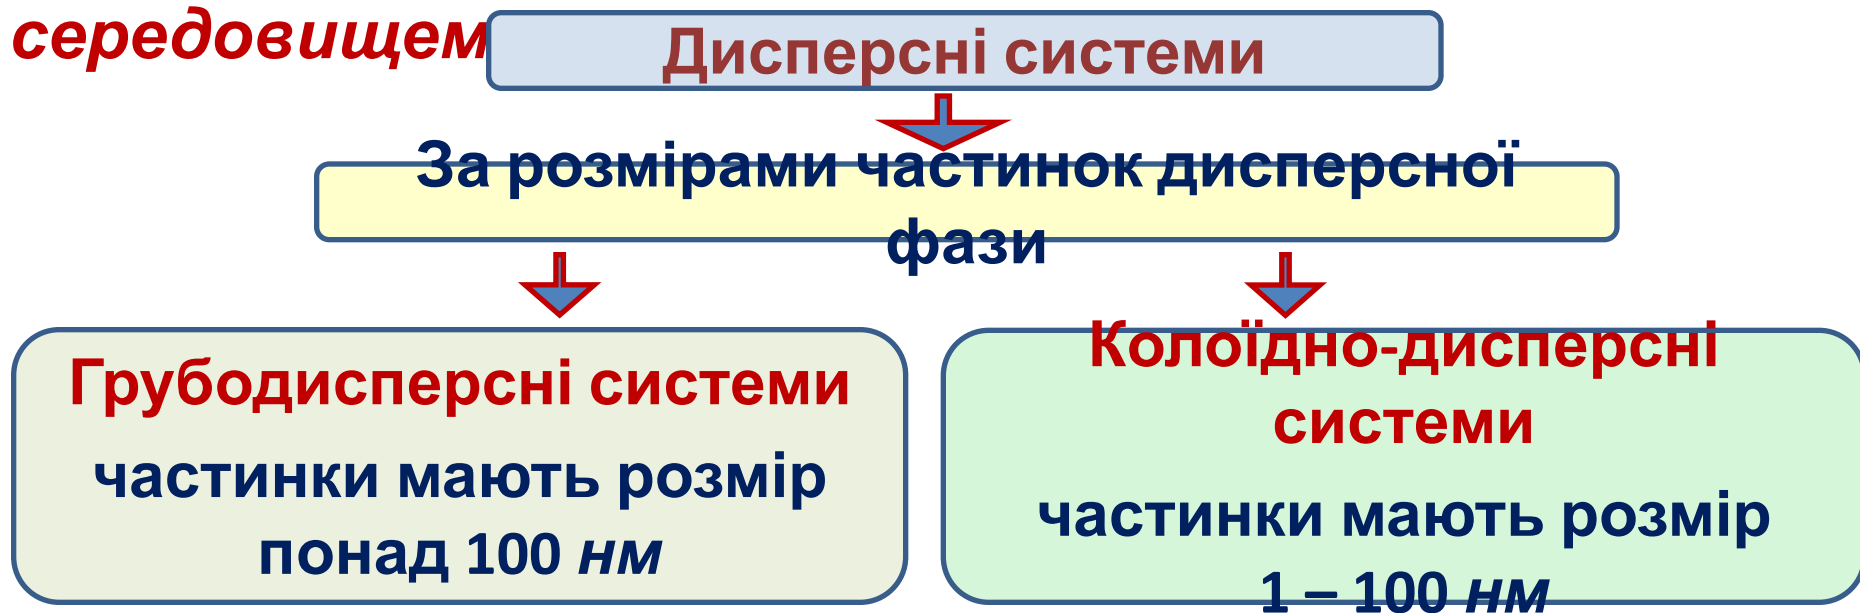 середовищем
Дисперсні системи
За розмірами частинок дисперсної
фази
Грубодисперсні системи
частинки мають розмір
понад 100 нм
Колоїдно-дисперсні
системи
частинки мають розмір
1 – 100 нм